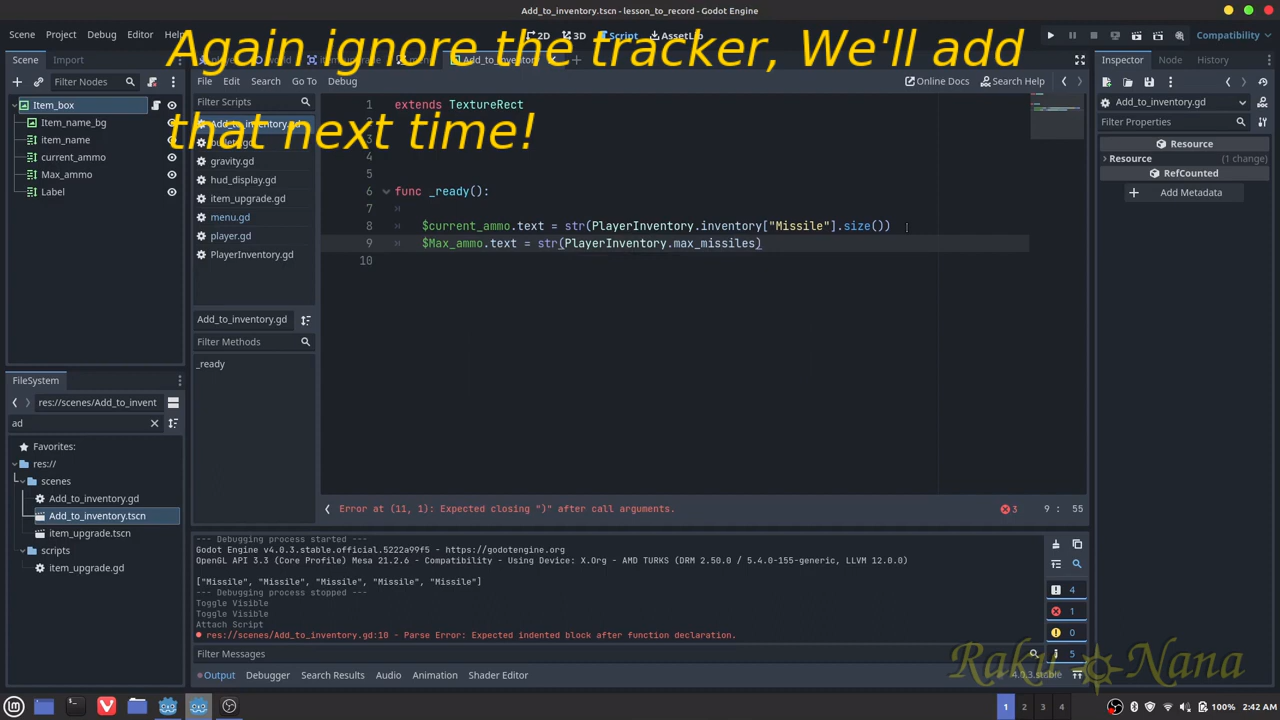 Add_to_inventory.tscn - lesson_to_record - Godot Engine
Scene Project Debug Editor Help
2D 3D Script AssetLib
Compatibility
Again ignore the tracker, We'll add
that next time!
Scene Import
Filter Nodes
Item_box
Item_name_bg
item_name
current_ammo
Max_ammo
Label
FileSystem
res://scenes/Add_to_invent
ad
Favorites:
res://
scenes
Add_to_inventory.gd
Add_to_inventory.tscn
item_upgrade.tscn
scripts
item_upgrade.gd
File Edit Search Go To Debug
Online Docs Search Help
Filter Scripts
Add_to_inventory.gd
gravity.gd
hud_display.gd
item_upgrade.gd
menu.gd
player.gd
PlayerInventory.gd
Add_to_inventory.gd
Filter Methods
_ready
1 extends TextureRect
4
5
6 func _ready():
7
8 $current_ammo.text = str(PlayerInventory.inventory["Missile"].size())
9 $Max_ammo.text = str(PlayerInventory.max_missiles)
10
Error at (11, 1): Expected closing ")" after call arguments.
3 9 : 55
--- Debugging process started ---
Godot Engine v4.0.3.stable.official.5222a99f5 - https://godotengine.org
OpenGL API 3.3 (Core Profile) Mesa 21.2.6 - Compatibility - Using Device: X.Org - AMD TURKS (DRM 2.50.0 / 5.4.0-155-generic, LLVM 12.0.0)
["Missile", "Missile", "Missile", "Missile", "Missile"]
--- Debugging process stopped ---
Toggle Visible
Toggle Visible
Attach Script
res://scenes/Add_to_inventory.gd:10 - Parse Error: Expected indented block after function declaration.
4
1
0
5
Filter Messages
Output Debugger Search Results Audio Animation Shader Editor
4.0.3.stable
Inspector Node History
Add_to_inventory.gd
Filter Properties
Resource
Resource (1 change)
RefCounted
Add Metadata
Raku Nana
1 2 3 4
100% 2:42 AM